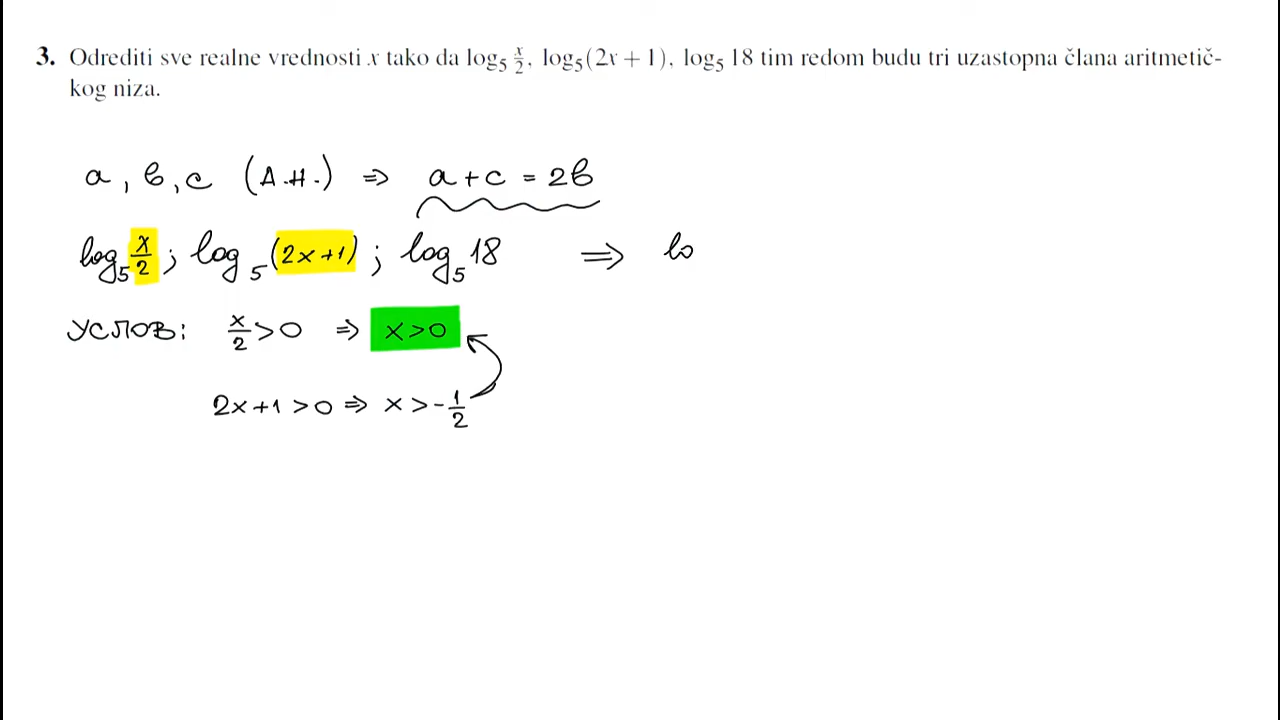 3. Odrediti sve realne vrednosti x tako da log₅ x/2, log₅(2x + 1), log₅ 18 tim redom budu tri uzastopna člana aritmetič-
kog niza.
a, b, c (А.Н.) ⇒ a+c = 2b
log₅ x/2 ; log₅ (2x+1) ; log₅ 18 ⇒ lo
УСЛОВ: x/2 > 0 ⇒ x > 0
2x+1 > 0 ⇒ x > -1/2